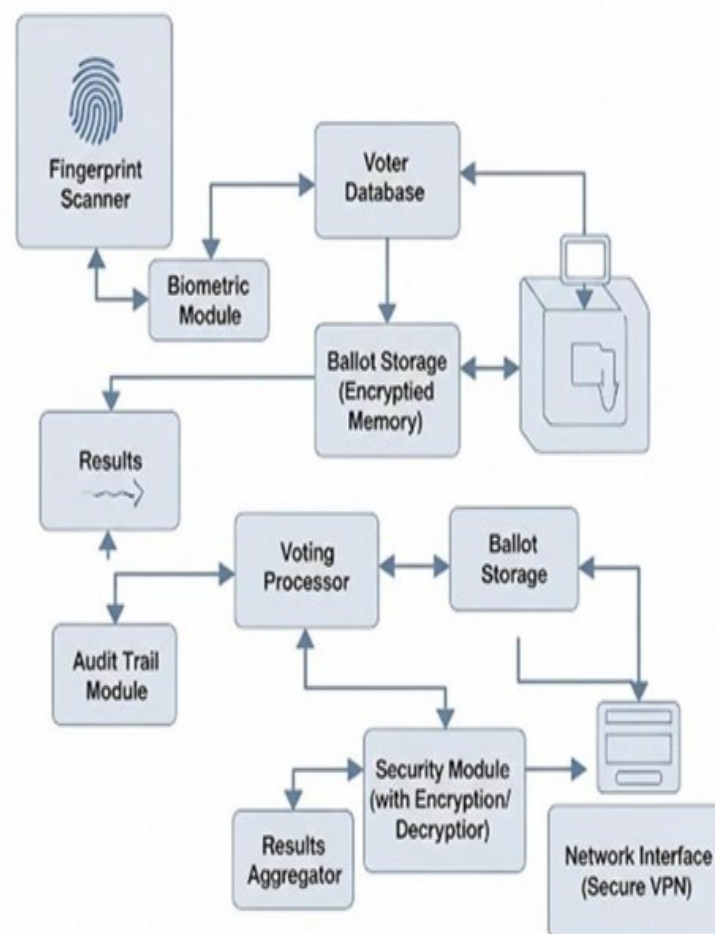 Fingerprint
Scanner
Voter
Database
Biometric
Module
Ballot Storage
(Encryptied
Memory)
Results
Voting
Processor
Ballot
Storage
Audit Trail
Module
Security Module
(with Encryption/
Decryptior)
Results
Aggregator
Network Interface
(Secure VPN)